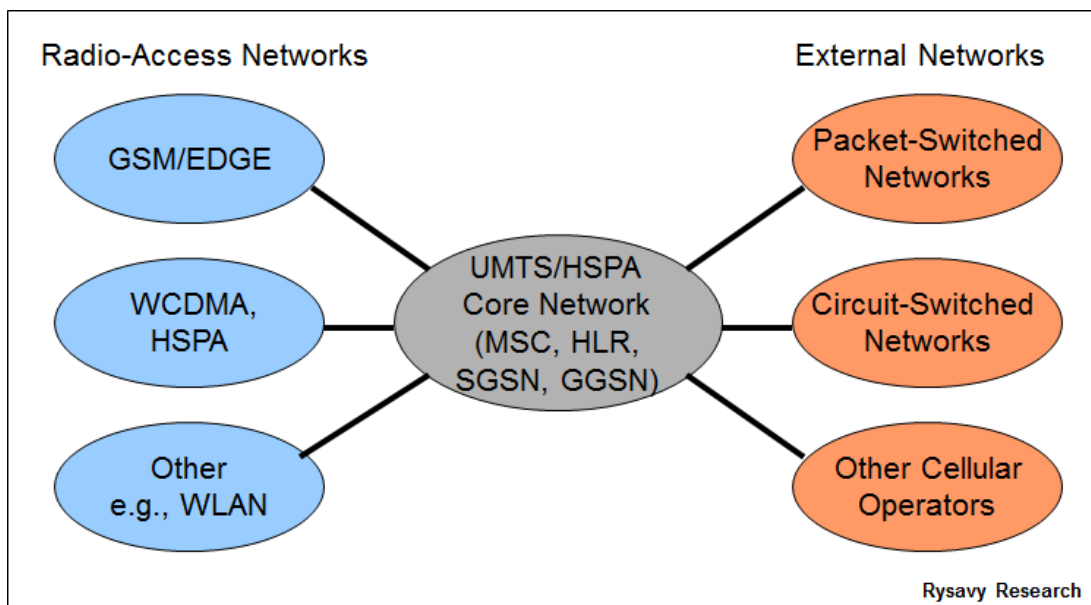 Radio-Access Networks
External Networks
GSM/EDGE
Packet-Switched
Networks
UMTS/HSPA
Core Network
(MSC, HLR,
SGSN, GGSN)
WCDMA,
HSPA
Circuit-Switched
Networks
Other
e.g., WLAN
Other Cellular
Operators
Rysavy Research